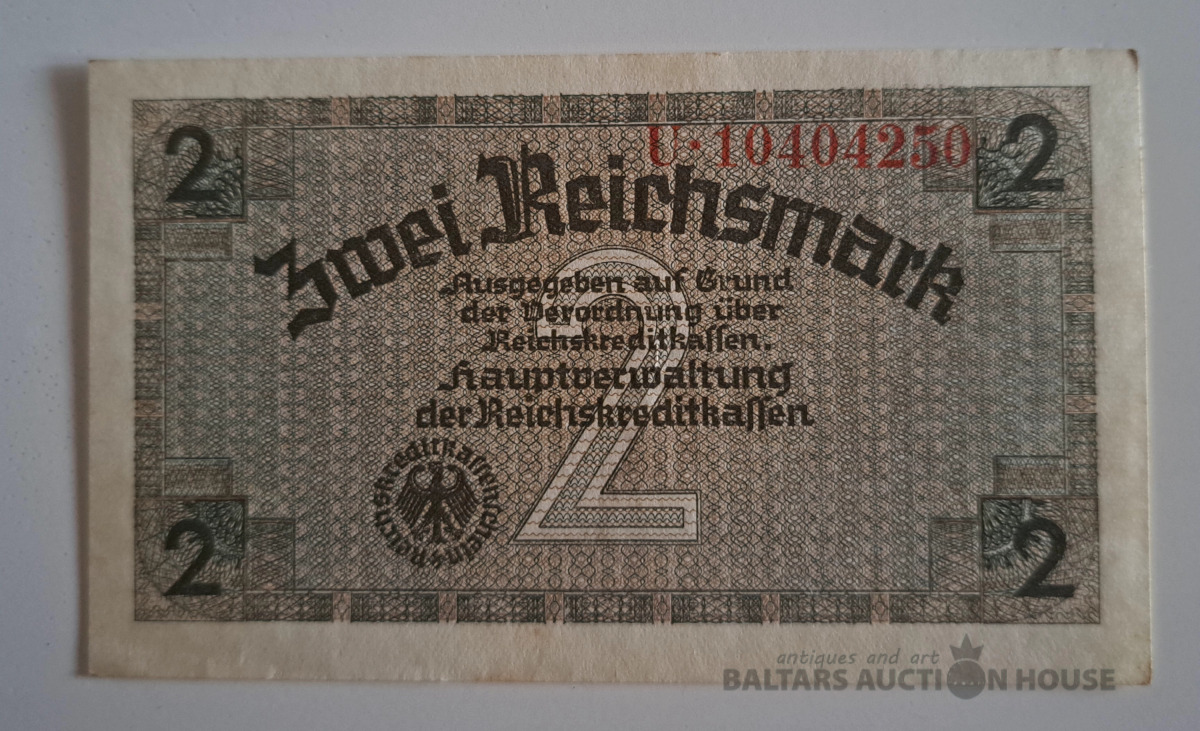 2
2
U·10404250
Zwei Reichsmark
Ausgegeben auf Grund
der Verordnung über
Reichskreditkassen.
Hauptverwaltung
der Reichskreditkassen
2
Reichskreditkassenschein
2
2
antiques and art
BALTARS AUCTION HOUSE